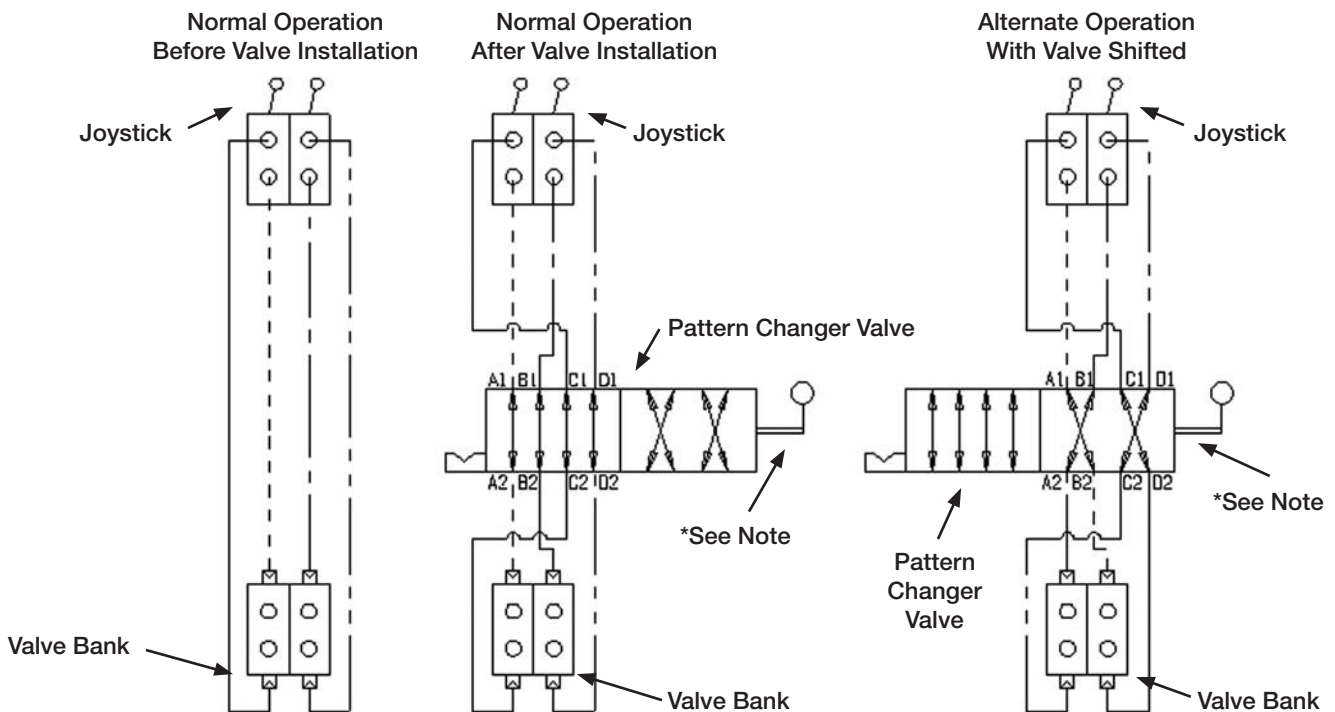 Normal Operation
Before Valve Installation
Normal Operation
After Valve Installation
Alternate Operation
With Valve Shifted
Joystick
Joystick
Joystick
Pattern Changer Valve
A1 B1 C1 D1
A1 B1 C1 D1
A2 B2 C2 D2
A2 B2 C2 D2
*See Note
*See Note
Pattern
Changer
Valve
Valve Bank
Valve Bank
Valve Bank